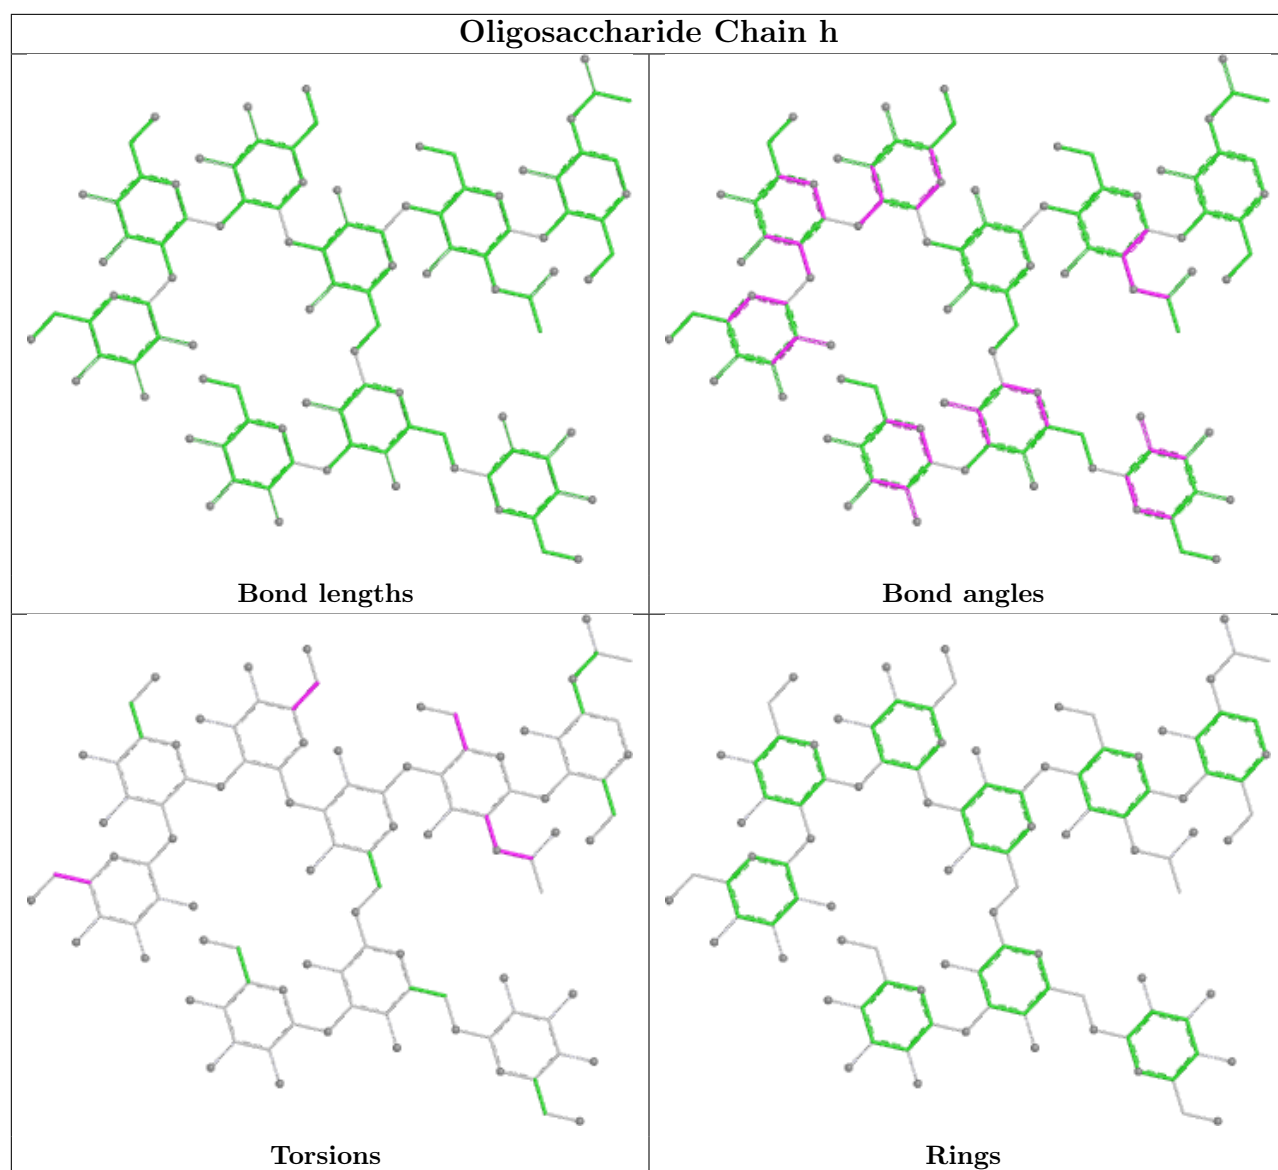 Oligosaccharide Chain h
Bond lengths
Bond angles
Torsions
Rings